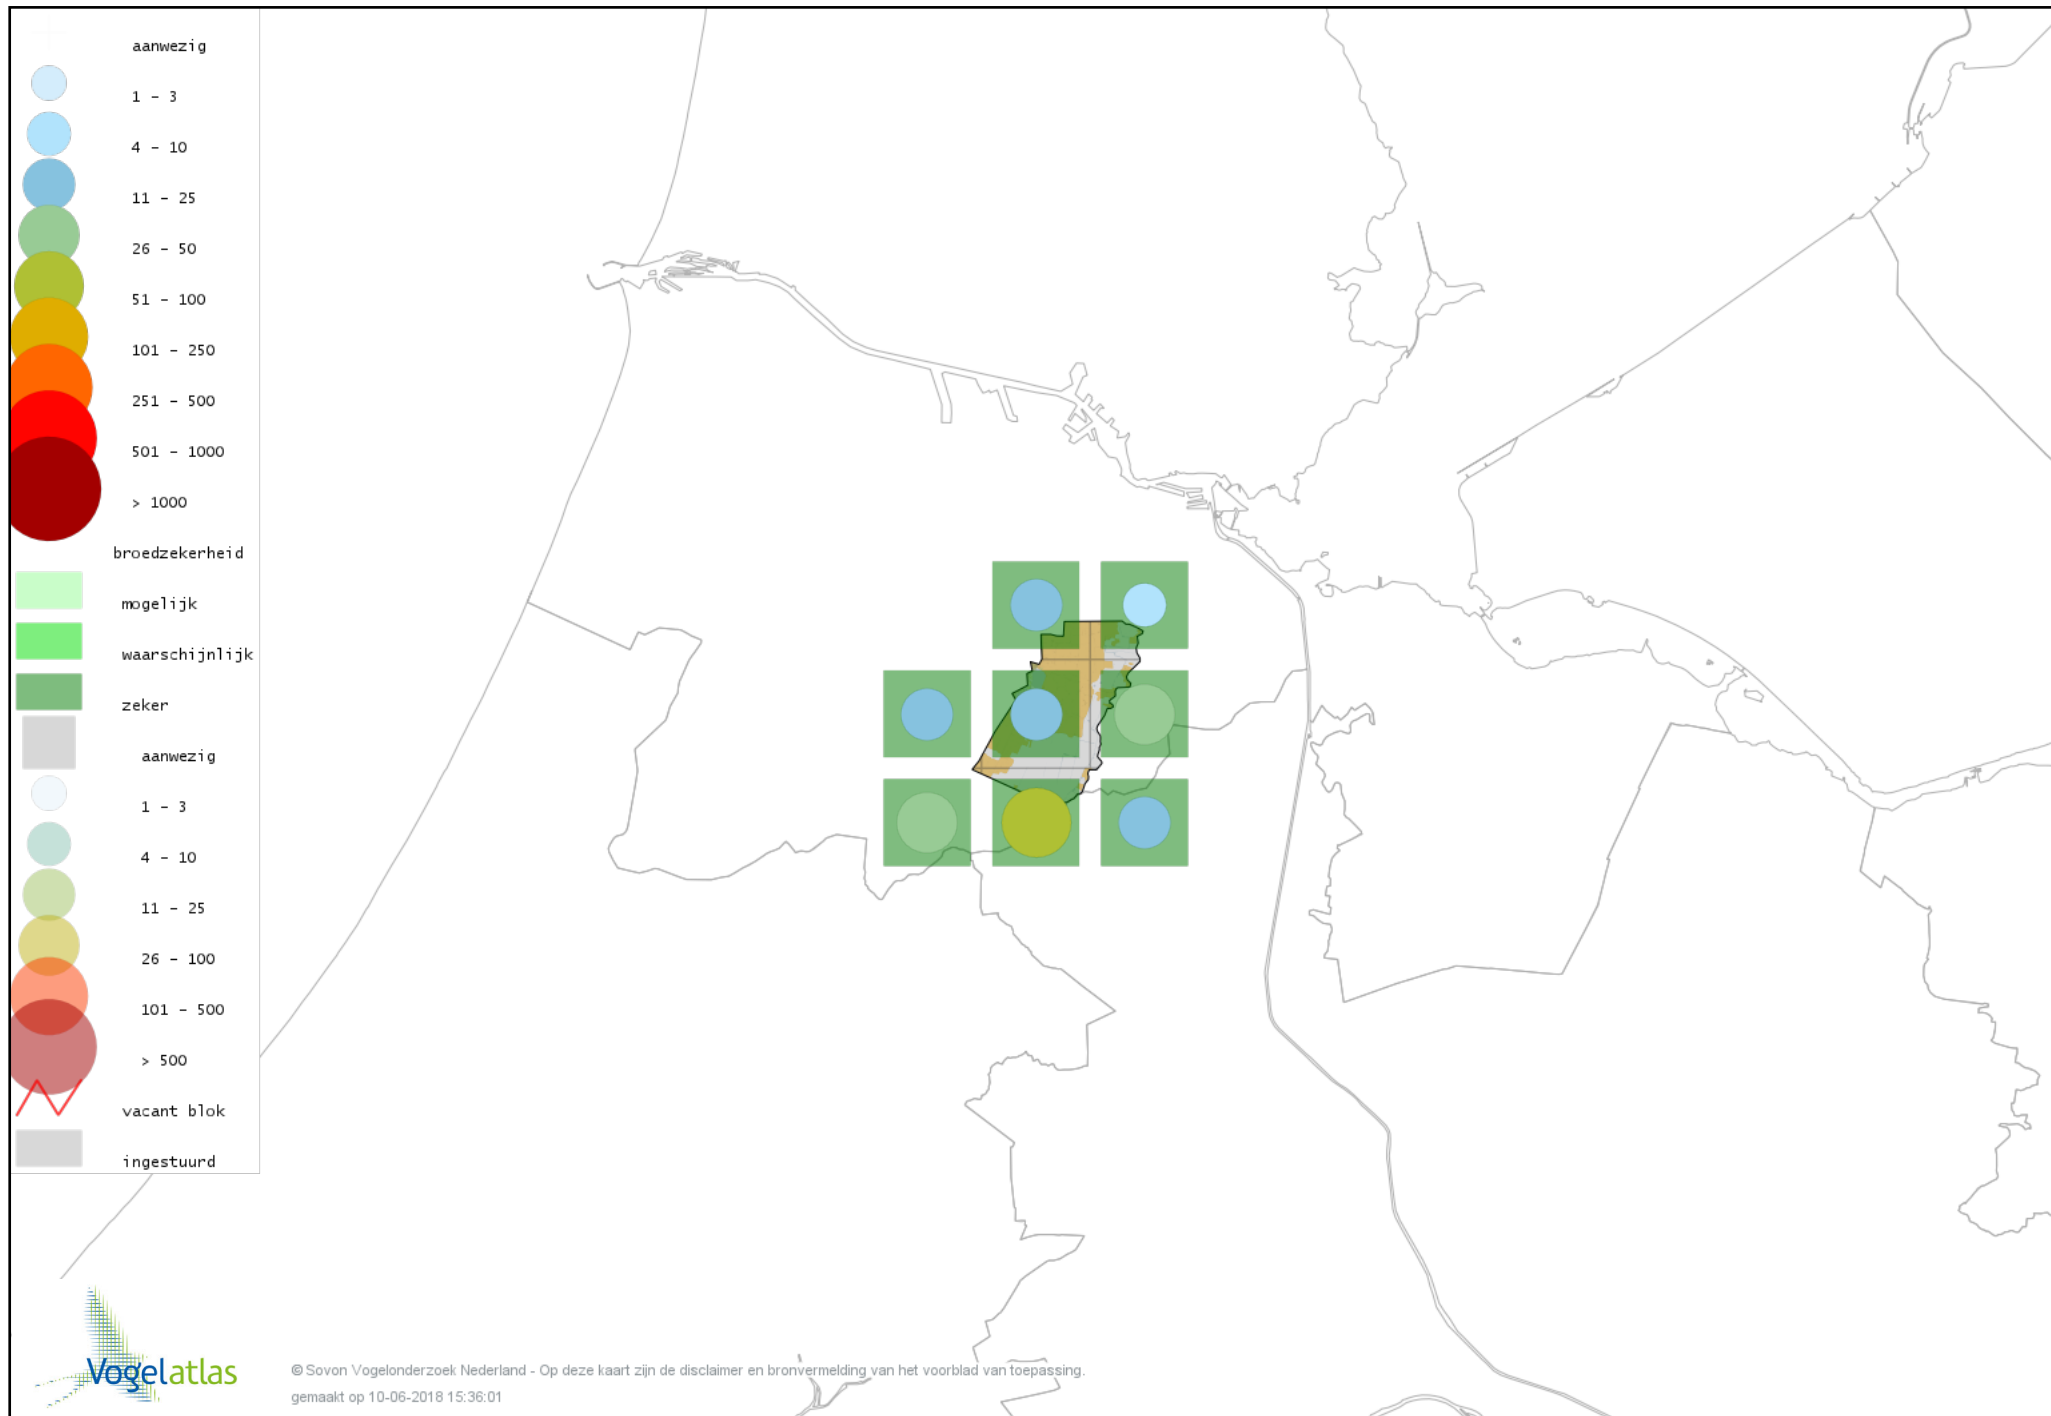 aanwezig
1 - 3
4 - 10
11 - 25
26 - 50
51 - 100
101 - 250
251 - 500
501 - 1000
> 1000
broedzekerheid
mogelijk
waarschijnlijk
zeker
aanwezig
1 - 3
4 - 10
11 - 25
26 - 100
101 - 500
> 500
vacant blok
ingestuurd
Vogelatlas
© Sovon Vogelonderzoek Nederland - Op deze kaart zijn de disclaimer en bronvermelding van het voorblad van toepassing.
gemaakt op 10-06-2018 15:36:01